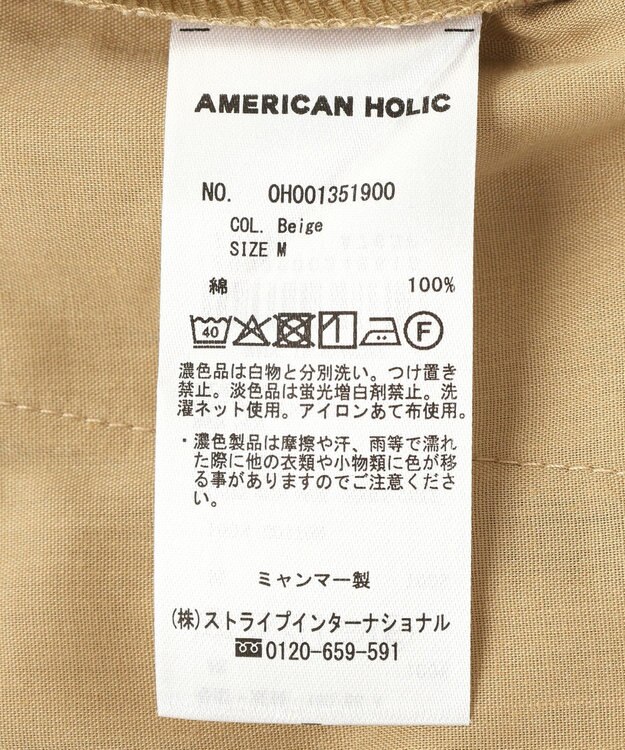 AMERICAN HOLIC
NO. OH001351900
COL. Beige
SIZE M
綿 100%
40 F
濃色品は白物と分別洗い。つけ置き
禁止。淡色品は蛍光増白剤禁止。洗
濯ネット使用。アイロンあて布使用。
・濃色製品は摩擦や汗、雨等で濡れ
た際に他の衣類や小物類に色が移
る事がありますのでご注意くださ
い。
ミャンマー製
(株)ストライプインターナショナル
0120-659-591